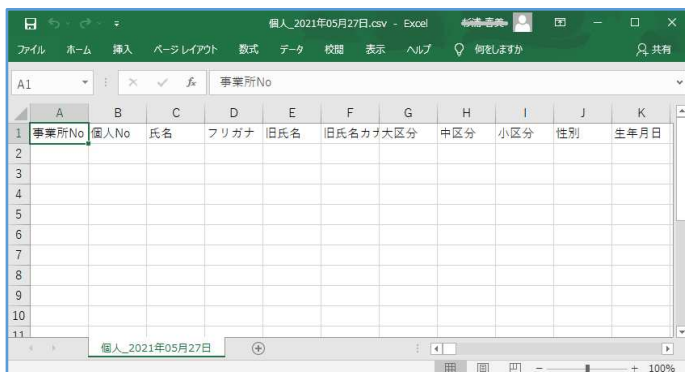 個人_2021年05月27日.csv - Excel
ファイル ホーム 挿入 ページ レイアウト 数式 データ 校閲 表示 ヘルプ 何をしますか 共有
A1 fx 事業所No
A B C D E F G H I J K
1 事業所No 個人No 氏名 フリガナ 旧氏名 旧氏名カナ 大区分 中区分 小区分 性別 生年月日
2
3
4
5
6
7
8
9
10
11
個人_2021年05月27日
100%